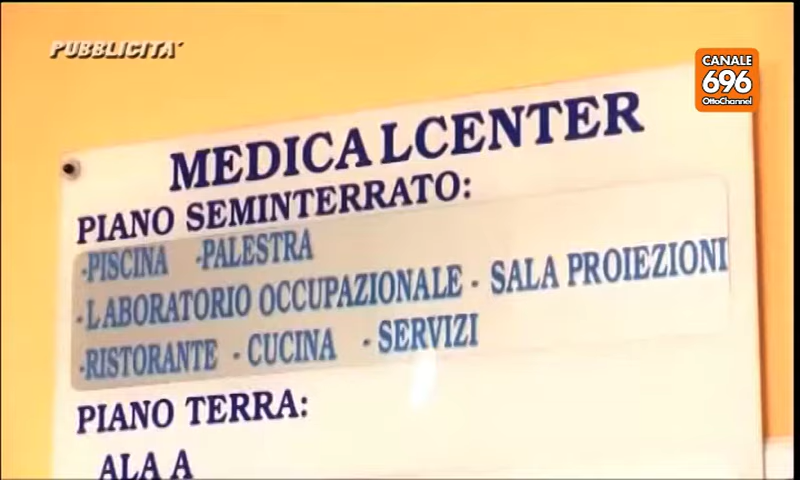 PUBBLICITA´
CANALE
696
OttoChannel
MEDICALCENTER
PIANO SEMINTERRATO:
-PISCINA -PALESTRA
-LABORATORIO OCCUPAZIONALE - SALA PROIEZIONI
-RISTORANTE - CUCINA - SERVIZI
PIANO TERRA:
ALA A